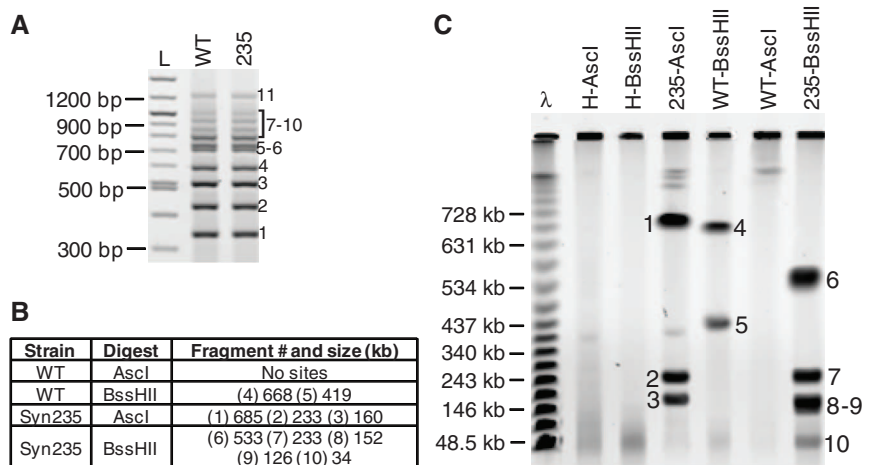 A
L
WT
235
1200 bp
900 bp
700 bp
500 bp
300 bp
11
7-10
5-6
4
3
2
1
B
Strain Digest Fragment # and size (kb)
WT AscI No sites
WT BssHII (4) 668 (5) 419
Syn235 AscI (1) 685 (2) 233 (3) 160
Syn235 BssHII (6) 533 (7) 233 (8) 152
(9) 126 (10) 34
C
λ
H-AscI
H-BssHII
235-AscI
WT-BssHII
WT-AscI
235-BssHII
728 kb
631 kb
534 kb
437 kb
340 kb
243 kb
146 kb
48.5 kb
1
2
3
4
5
6
7
8-9
10